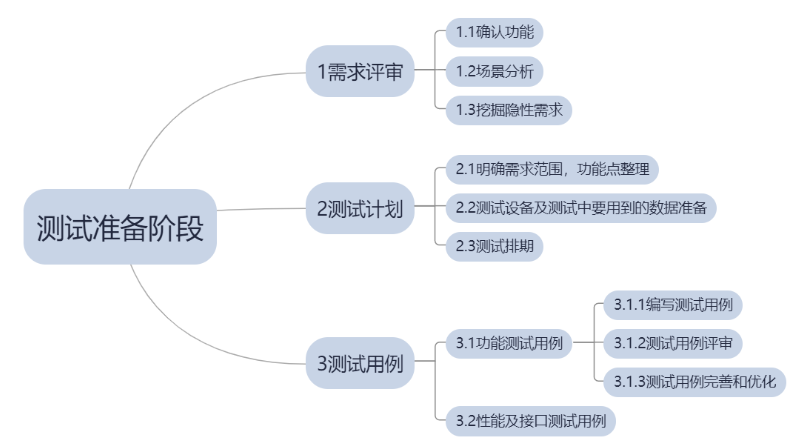 测试准备阶段
1需求评审
1.1确认功能
1.2场景分析
1.3挖掘隐性需求
2测试计划
2.1明确需求范围，功能点整理
2.2测试设备及测试中要用到的数据准备
2.3测试排期
3测试用例
3.1功能测试用例
3.1.1编写测试用例
3.1.2测试用例评审
3.1.3测试用例完善和优化
3.2性能及接口测试用例